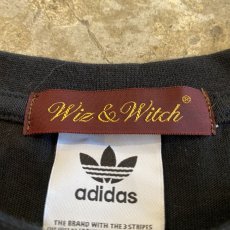 Wiz & Witch®
adidas
THE BRAND WITH THE 3 STRIPES